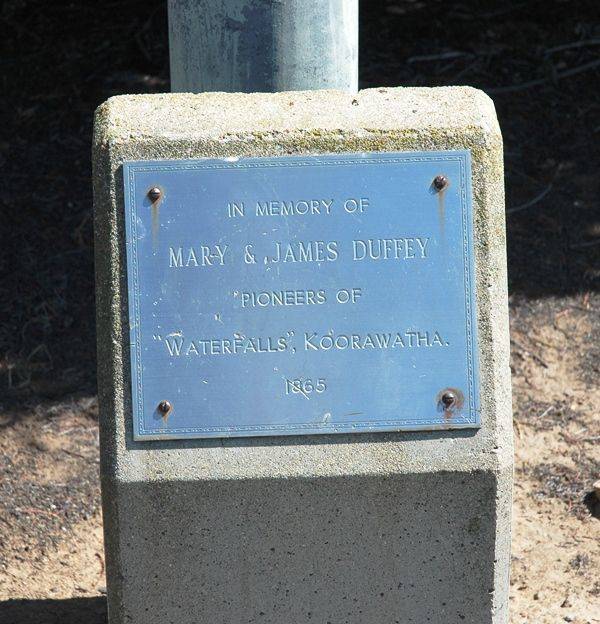 IN MEMORY OF
MARY & JAMES DUFFEY
PIONEERS OF
"WATERFALLS", KOORAWATHA.
1865